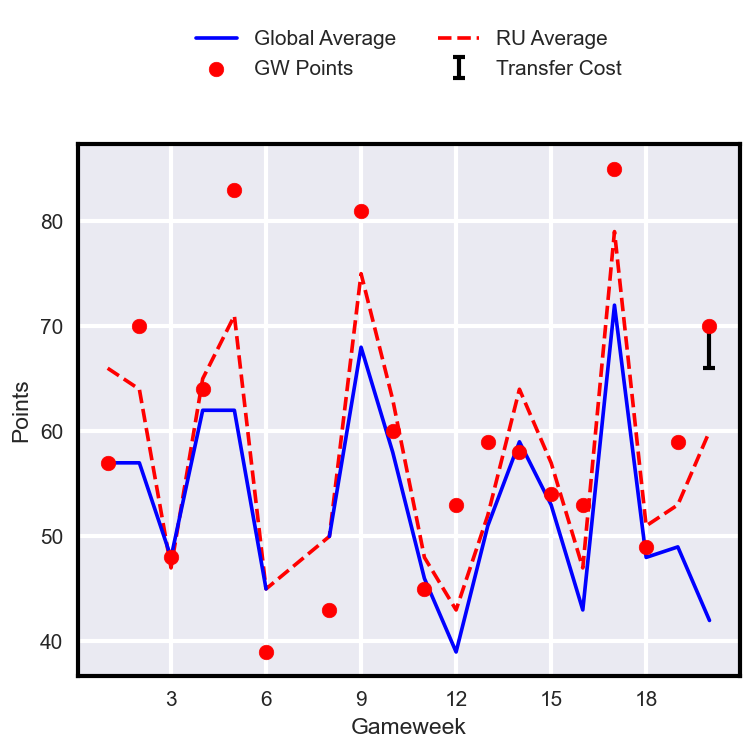 Global Average
RU Average
GW Points
Transfer Cost
80
70
60
50
40
Points
3
6
9
12
15
18
Gameweek